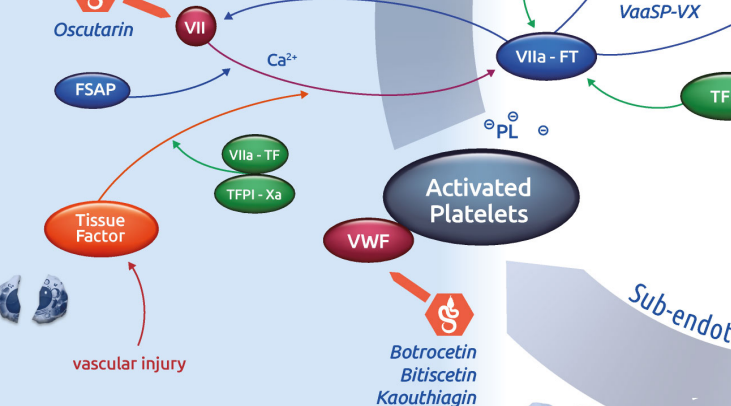 VaaSP-VX
VII
Oscutarin
Ca²⁺
VIIa - FT
FSAP
TF
⊖PL⊖ ⊖
VIIa - TF
TFPI - Xa
Activated
Platelets
Tissue
Factor
VWF
Sub-endot
vascular injury
Botrocetin
Bitiscetin
Kaouthiagin